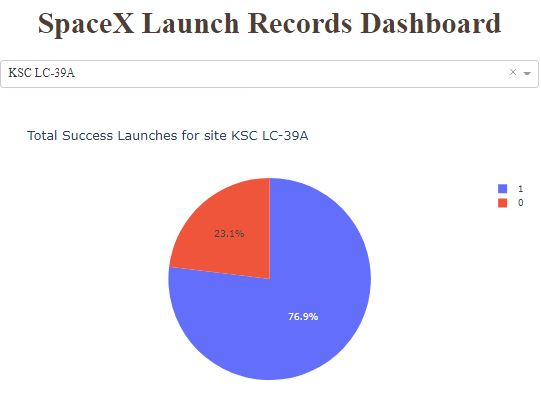 SpaceX Launch Records Dashboard
KSC LC-39A
×
Total Success Launches for site KSC LC-39A
1
0
23.1%
76.9%